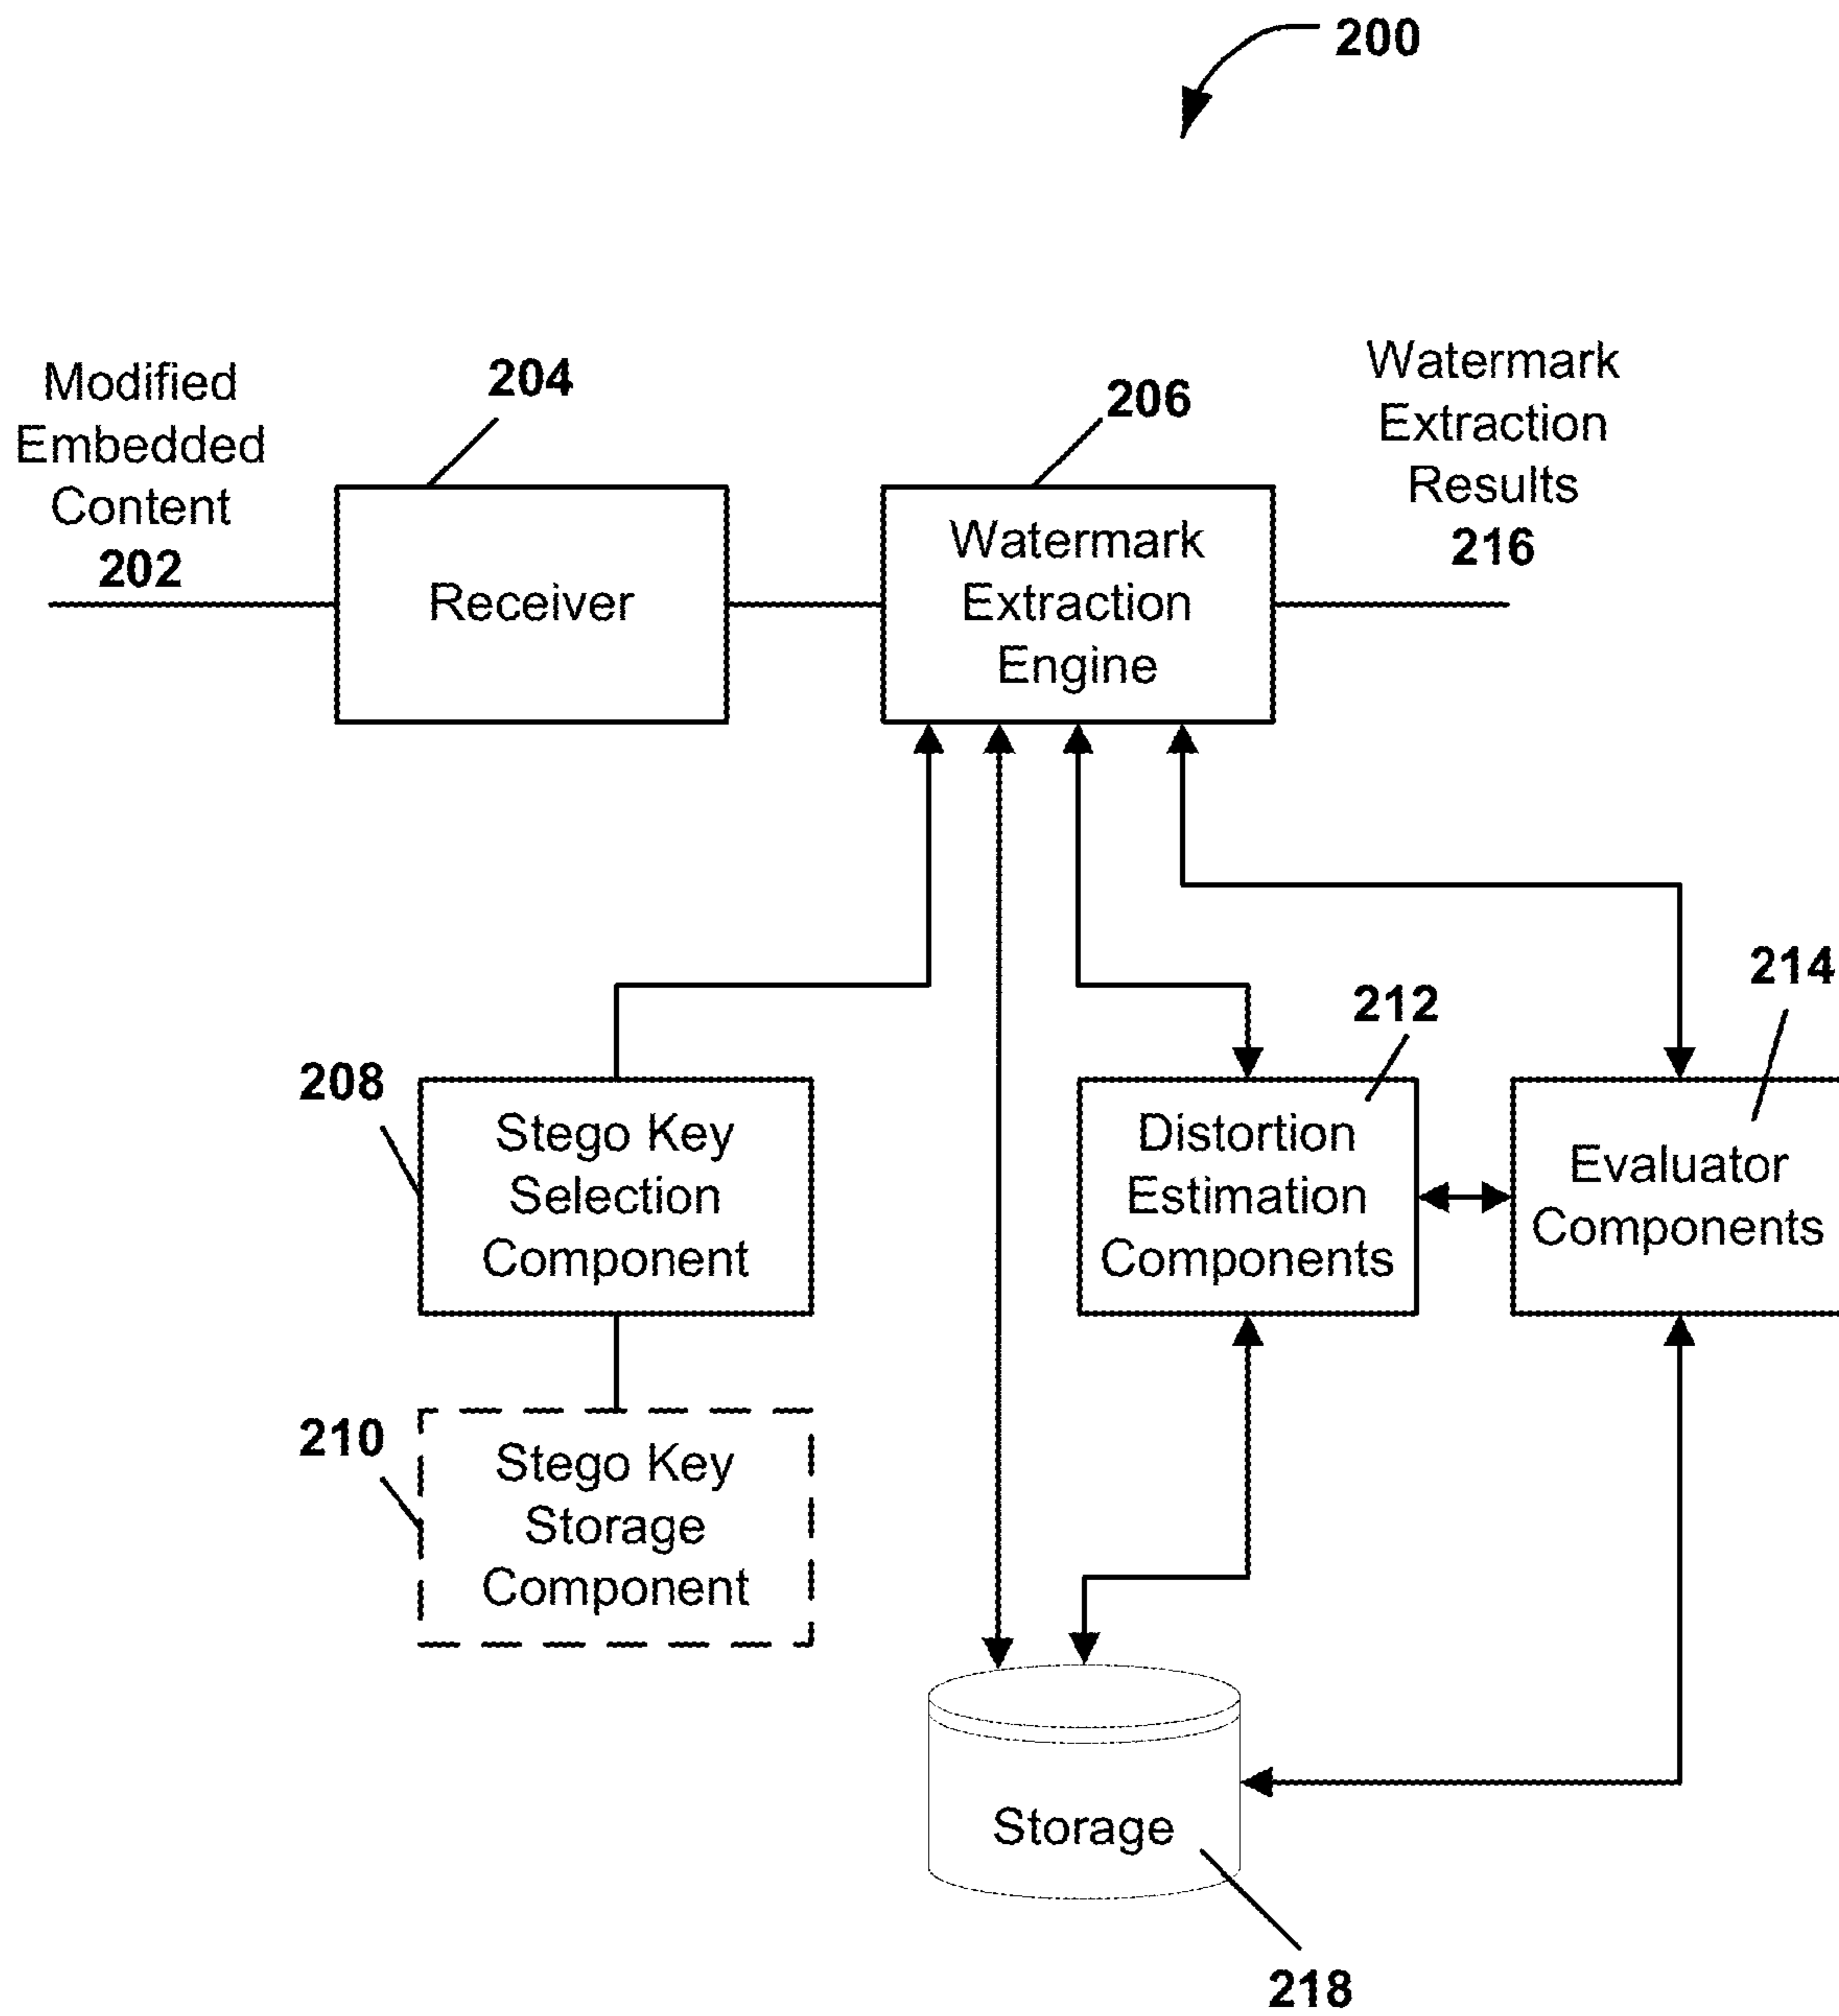 200
Modified
Embedded
Content
202
204
206
Watermark
Extraction
Results
216
Receiver
Watermark
Extraction
Engine
208
Stego Key
Selection
Component
212
Distortion
Estimation
Components
214
Evaluator
Components
210
Stego Key
Storage
Component
Storage
218